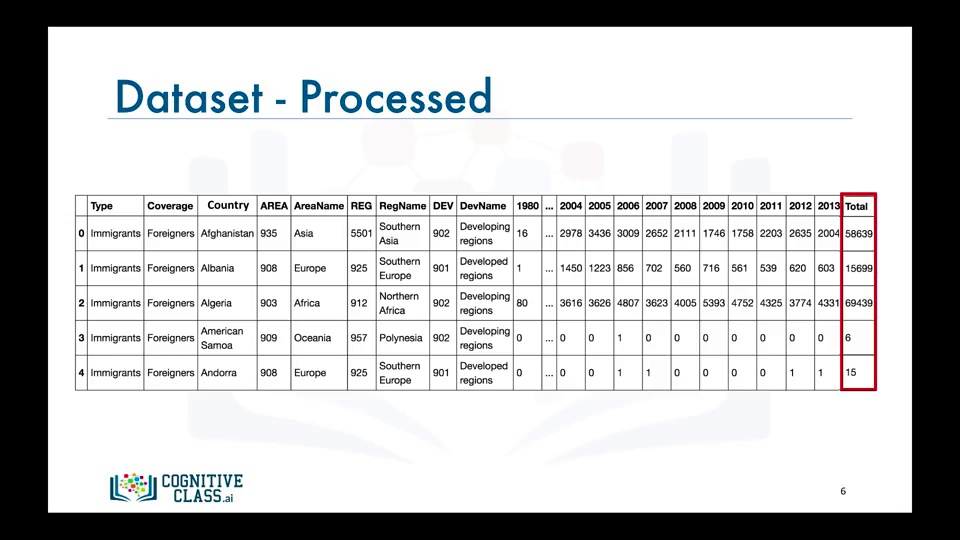 Dataset - Processed
Type Coverage Country AREA AreaName REG RegName DEV DevName 1980 ... 2004 2005 2006 2007 2008 2009 2010 2011 2012 2013 Total
0 Immigrants Foreigners Afghanistan 935 Asia 5501 Southern Asia 902 Developing regions 16 ... 2978 3436 3009 2652 2111 1746 1758 2203 2635 2004 58639
1 Immigrants Foreigners Albania 908 Europe 925 Southern Europe 901 Developed regions 1 ... 1450 1223 856 702 560 716 561 539 620 603 15699
2 Immigrants Foreigners Algeria 903 Africa 912 Northern Africa 902 Developing regions 80 ... 3616 3626 4807 3623 4005 5393 4752 4325 3774 4331 69439
3 Immigrants Foreigners American Samoa 909 Oceania 957 Polynesia 902 Developing regions 0 ... 0 0 1 0 0 0 0 0 0 0 6
4 Immigrants Foreigners Andorra 908 Europe 925 Southern Europe 901 Developed regions 0 ... 0 0 1 1 0 0 0 0 1 1 15
COGNITIVE
CLASS.ai
6